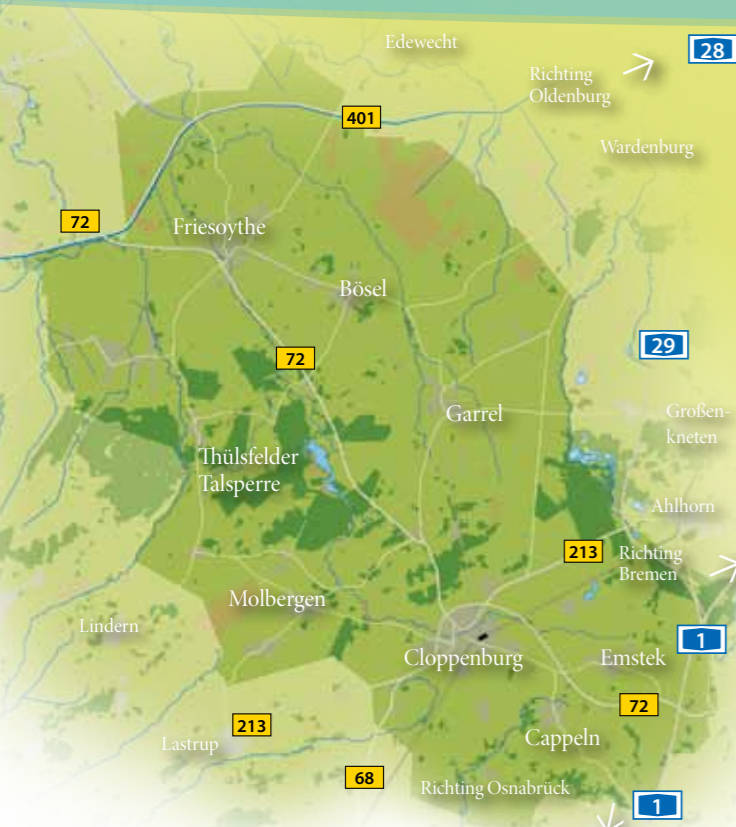 Edewecht
28
Richting
Oldenburg
401
Wardenburg
72
Friesoythe
Bösel
29
72
Garrel
Großen-
kneten
Thülsfelder
Talsperre
Ahlhorn
213
Richting
Bremen
Molbergen
Lindern
1
Cloppenburg
Emstek
72
213
Lastrup
Cappeln
68
Richting Osnabrück
1